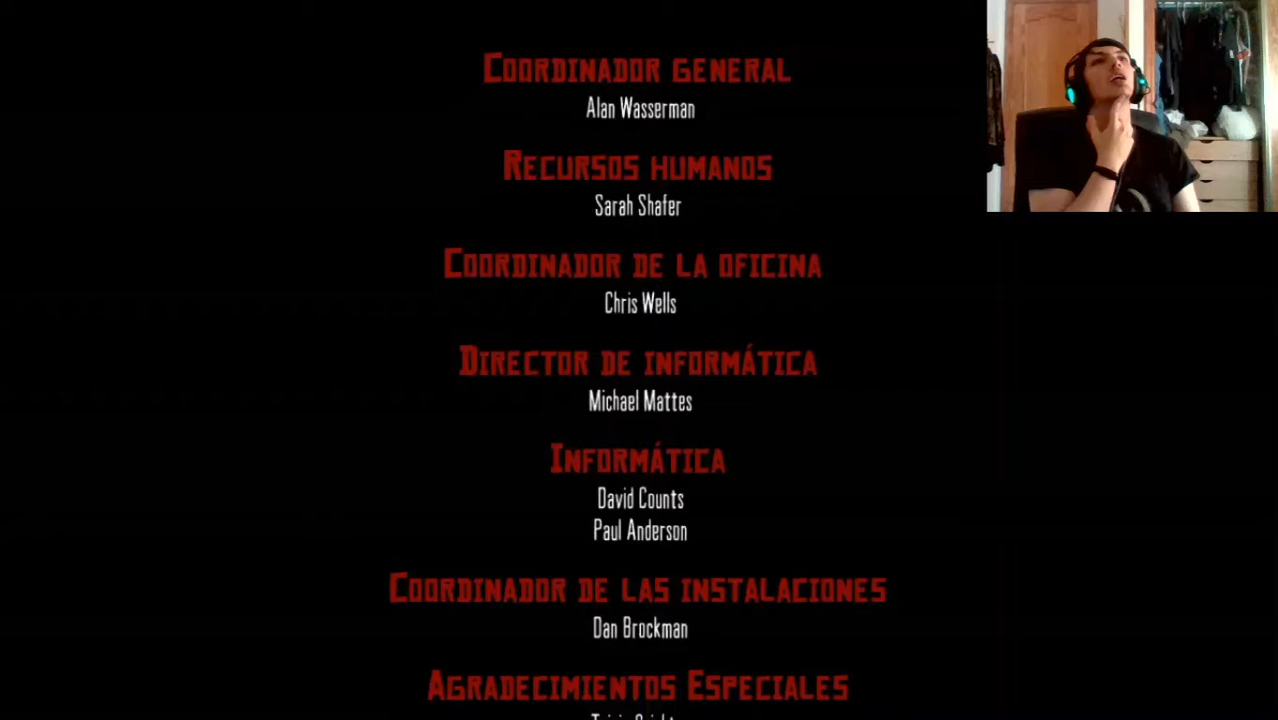 COORDINADOR GENERAL
Alan Wasserman
RECURSOS HUMANOS
Sarah Shafer
COORDINADOR DE LA OFICINA
Chris Wells
DIRECTOR DE INFORMÁTICA
Michael Mattes
INFORMÁTICA
David Counts
Paul Anderson
COORDINADOR DE LAS INSTALACIONES
Dan Brockman
AGRADECIMIENTOS ESPECIALES